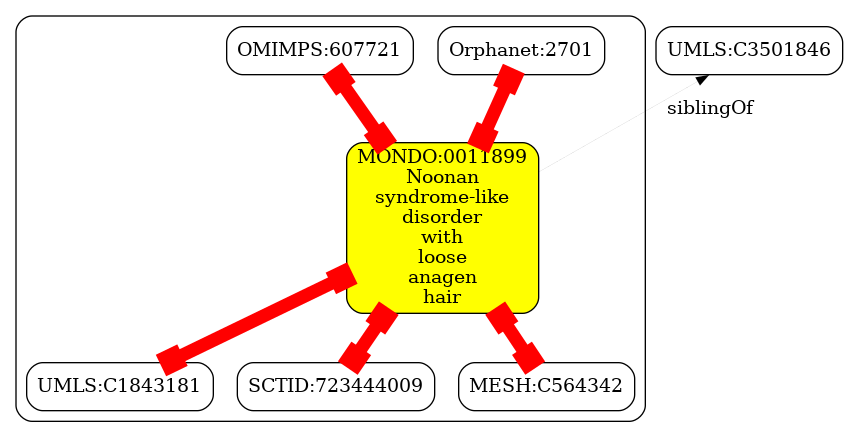 OMIMPS:607721
Orphanet:2701
UMLS:C3501846
siblingOf
MONDO:0011899
Noonan
syndrome-like
disorder
with
loose
anagen
hair
UMLS:C1843181
SCTID:723444009
MESH:C564342